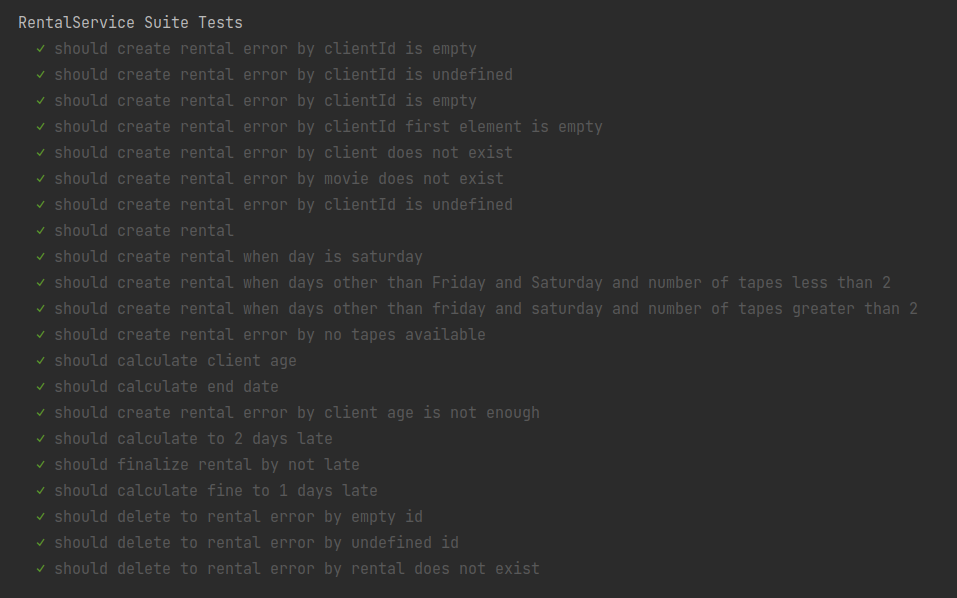 RentalService Suite Tests
✓ should create rental error by clientId is empty
✓ should create rental error by clientId is undefined
✓ should create rental error by clientId is empty
✓ should create rental error by clientId first element is empty
✓ should create rental error by client does not exist
✓ should create rental error by movie does not exist
✓ should create rental error by clientId is undefined
✓ should create rental
✓ should create rental when day is saturday
✓ should create rental when days other than Friday and Saturday and number of tapes less than 2
✓ should create rental when days other than friday and saturday and number of tapes greater than 2
✓ should create rental error by no tapes available
✓ should calculate client age
✓ should calculate end date
✓ should create rental error by client age is not enough
✓ should calculate to 2 days late
✓ should finalize rental by not late
✓ should calculate fine to 1 days late
✓ should delete to rental error by empty id
✓ should delete to rental error by undefined id
✓ should delete to rental error by rental does not exist